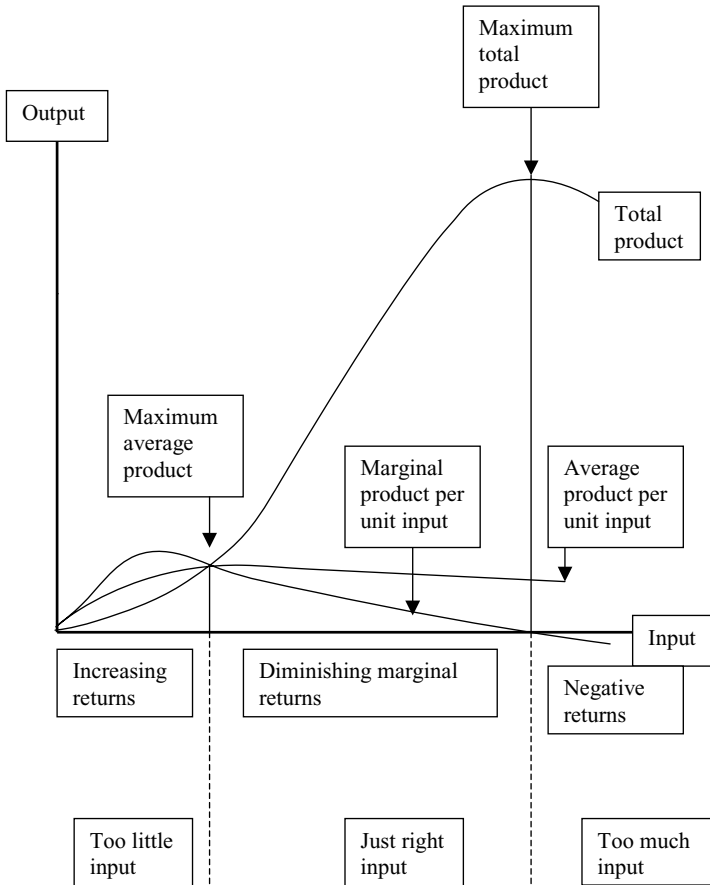 Maximum
total
product
Output
Total
product
Maximum
average
product
Marginal
product per
unit input
Average
product per
unit input
Input
Increasing
returns
Diminishing marginal
returns
Negative
returns
Too little
input
Just right
input
Too much
input